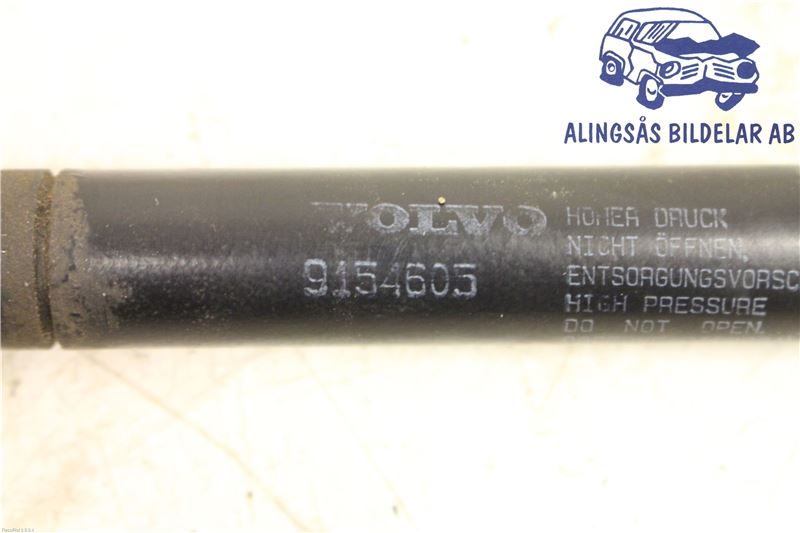 ALINGSÅS BILDELAR AB
VOLVO
9154605
HOHER DRUCK
NICHT ÖFFNEN,
ENTSORGUNGSVORSC
HIGH PRESSURE
DO NOT OPEN.